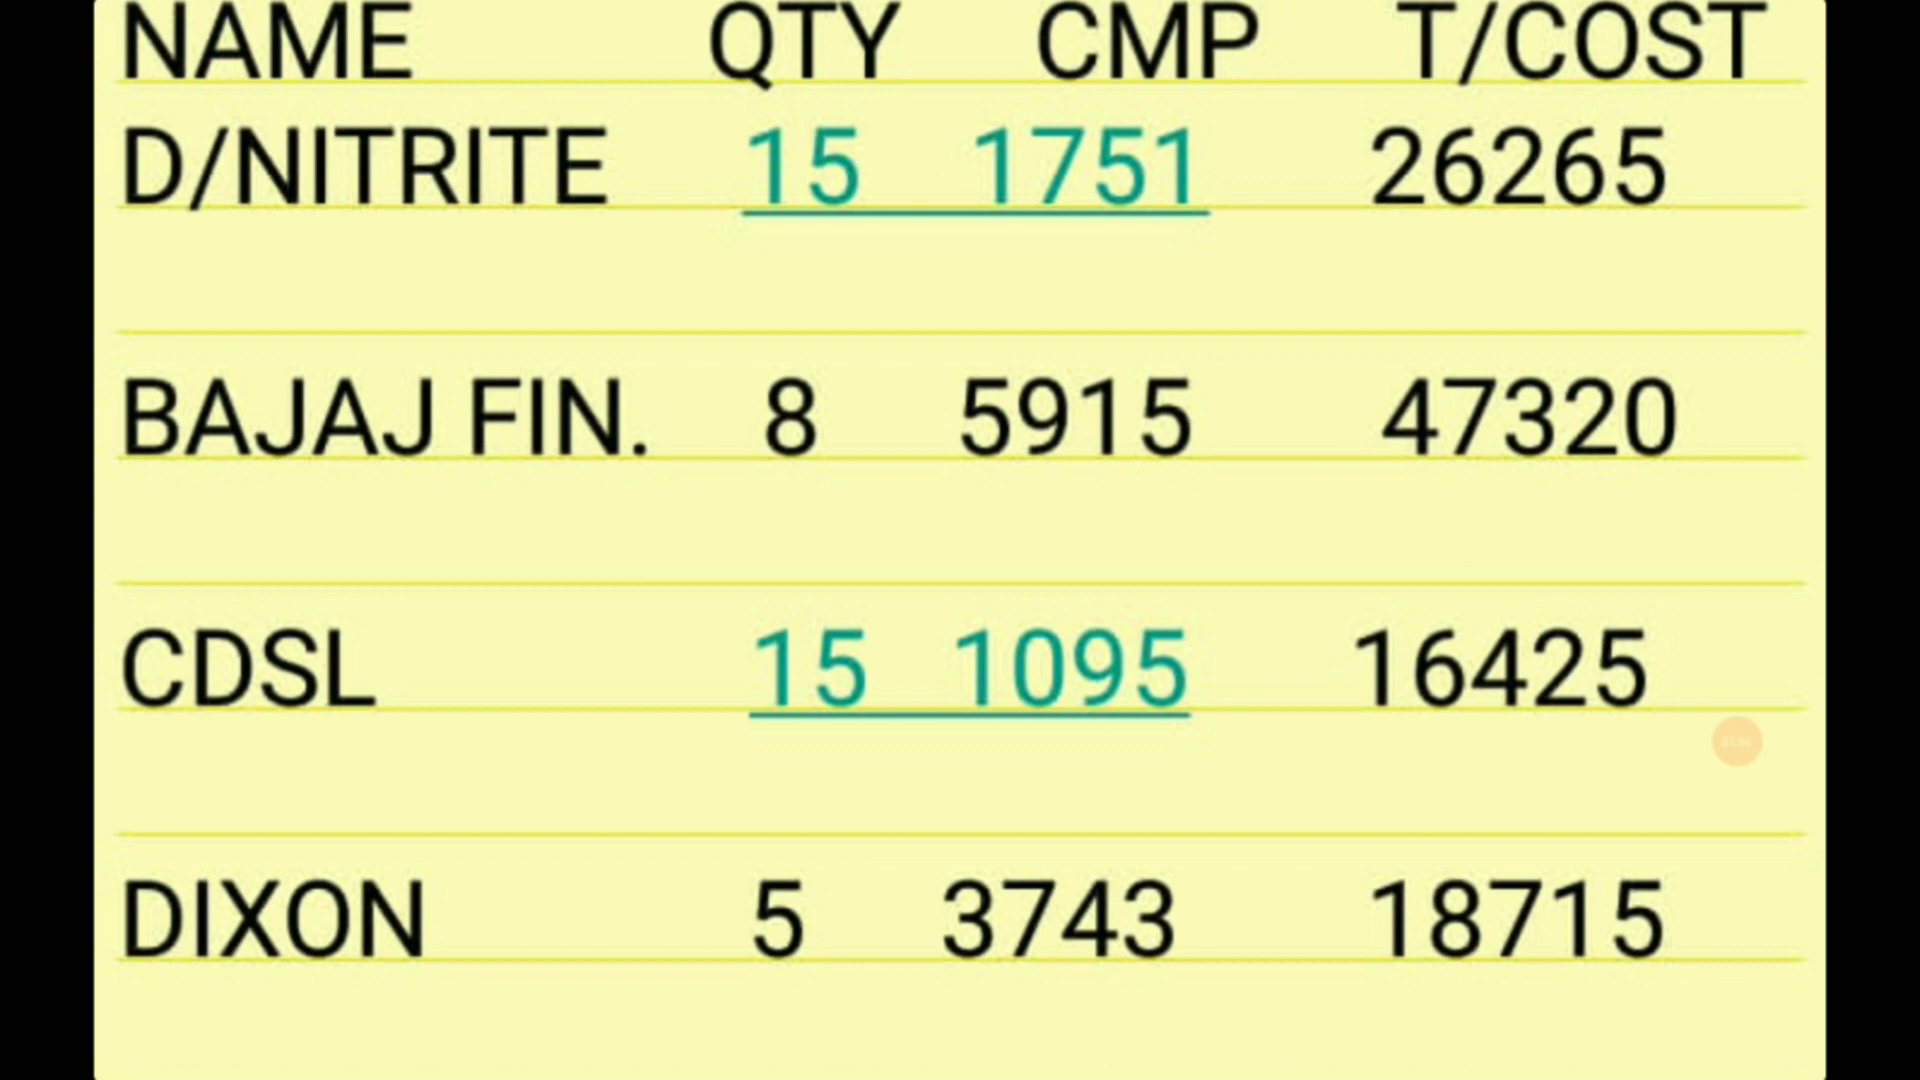 NAME QTY CMP T/COST
D/NITRITE 15 1751 26265
BAJAJ FIN. 8 5915 47320
CDSL 15 1095 16425
DIXON 5 3743 18715